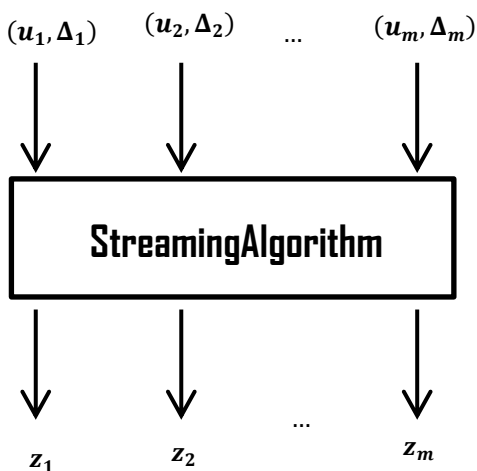 (u₁, Δ₁) (u₂, Δ₂) ... (uₘ, Δₘ)
StreamingAlgorithm
...
z₁ z₂ zₘ